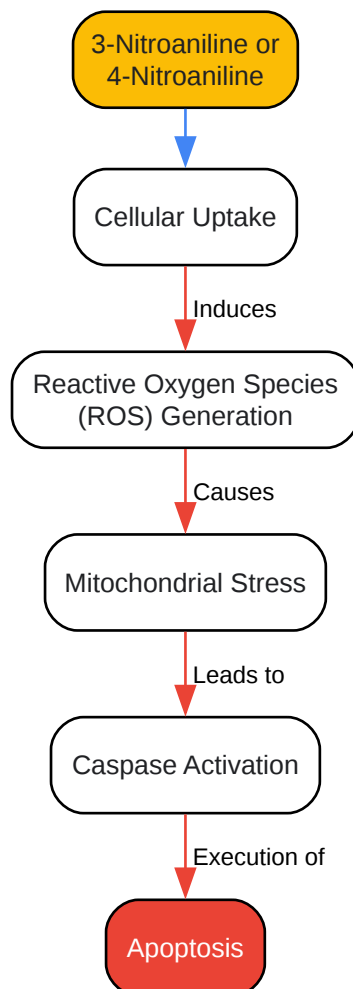 3-Nitroaniline or
4-Nitroaniline
Cellular Uptake
Induces
Reactive Oxygen Species
(ROS) Generation
Causes
Mitochondrial Stress
Leads to
Caspase Activation
Execution of
Apoptosis